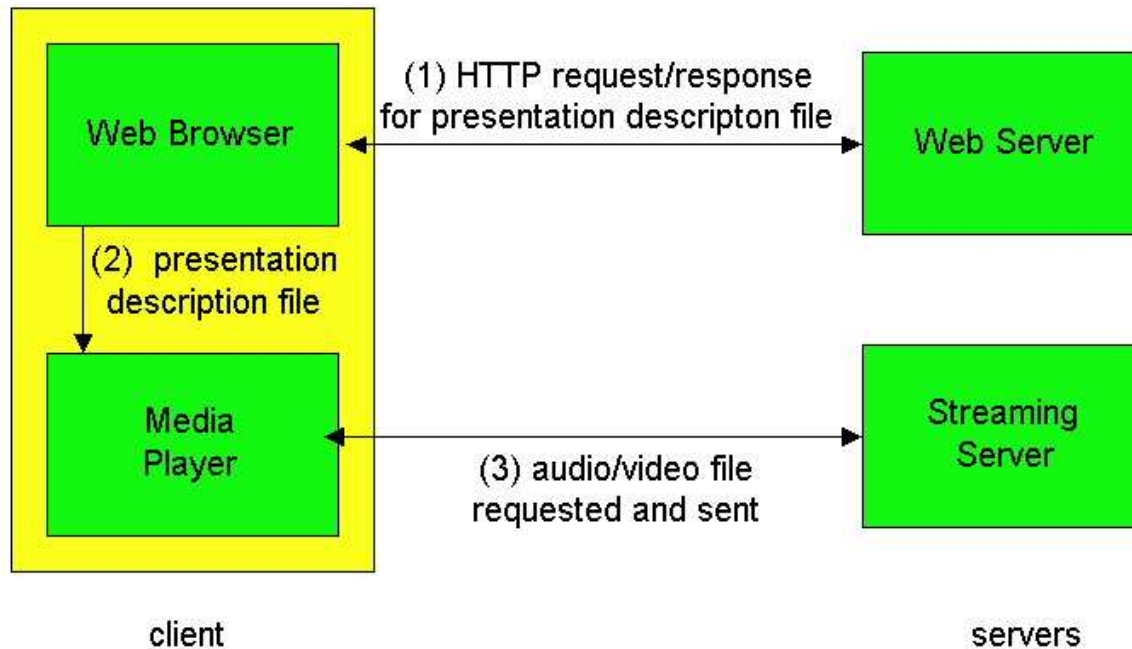 Web Browser
(1) HTTP request/response
for presentation descripton file
Web Server
(2) presentation
description file
Media
Player
(3) audio/video file
requested and sent
Streaming
Server
client
servers